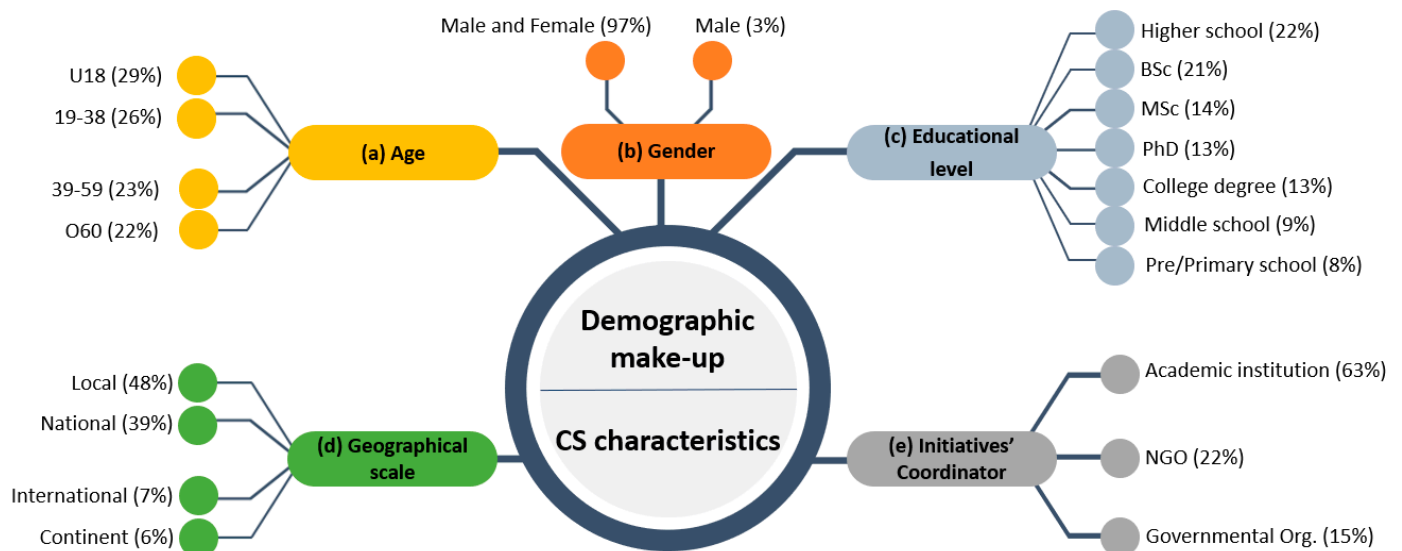 Male and Female (97%)
Male (3%)
U18 (29%)
19-38 (26%)
39-59 (23%)
O60 (22%)
(a) Age
(b) Gender
(c) Educational
level
Higher school (22%)
BSc (21%)
MSc (14%)
PhD (13%)
College degree (13%)
Middle school (9%)
Pre/Primary school (8%)
Demographic
make-up
CS characteristics
Local (48%)
National (39%)
International (7%)
Continent (6%)
(d) Geographical
scale
(e) Initiatives’
Coordinator
Academic institution (63%)
NGO (22%)
Governmental Org. (15%)